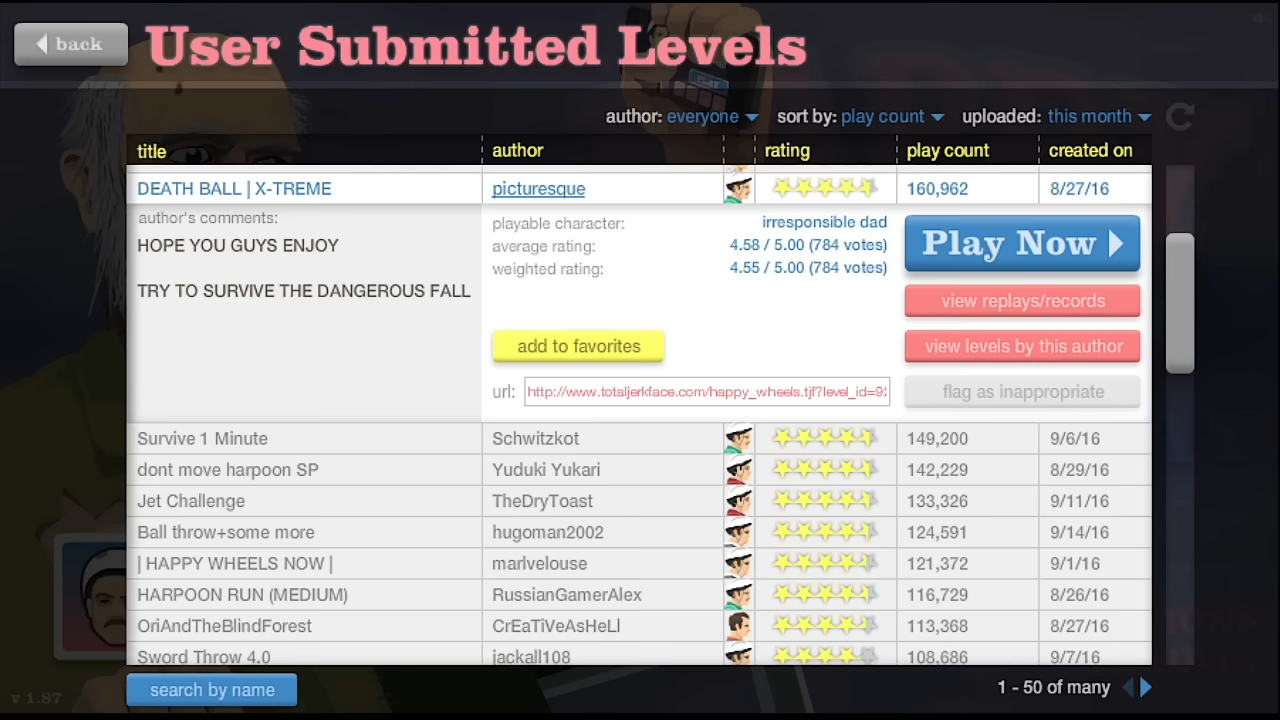 back
User Submitted Levels
author: everyone sort by: play count uploaded: this month
title author rating play count created on
DEATH BALL | X-TREME picturesque 160,962 8/27/16
author's comments:
HOPE YOU GUYS ENJOY
TRY TO SURVIVE THE DANGEROUS FALL
playable character: irresponsible dad
average rating: 4.58 / 5.00 (784 votes)
weighted rating: 4.55 / 5.00 (784 votes)
add to favorites
url: http://www.totaljerkface.com/happy_wheels.tjf?level_id=9
Play Now
view replays/records
view levels by this author
flag as inappropriate
Survive 1 Minute Schwitzkot 149,200 9/6/16
dont move harpoon SP Yuduki Yukari 142,229 8/29/16
Jet Challenge TheDryToast 133,326 9/11/16
Ball throw+some more hugoman2002 124,591 9/14/16
| HAPPY WHEELS NOW | marlvelouse 121,372 9/1/16
HARPOON RUN (MEDIUM) RussianGamerAlex 116,729 8/26/16
OriAndTheBlindForest CrEaTiVeAsHeLl 113,368 8/27/16
Sword Throw 4.0 jackall108 108,686 9/7/16
search by name
1 - 50 of many
v 1.87
PLAY